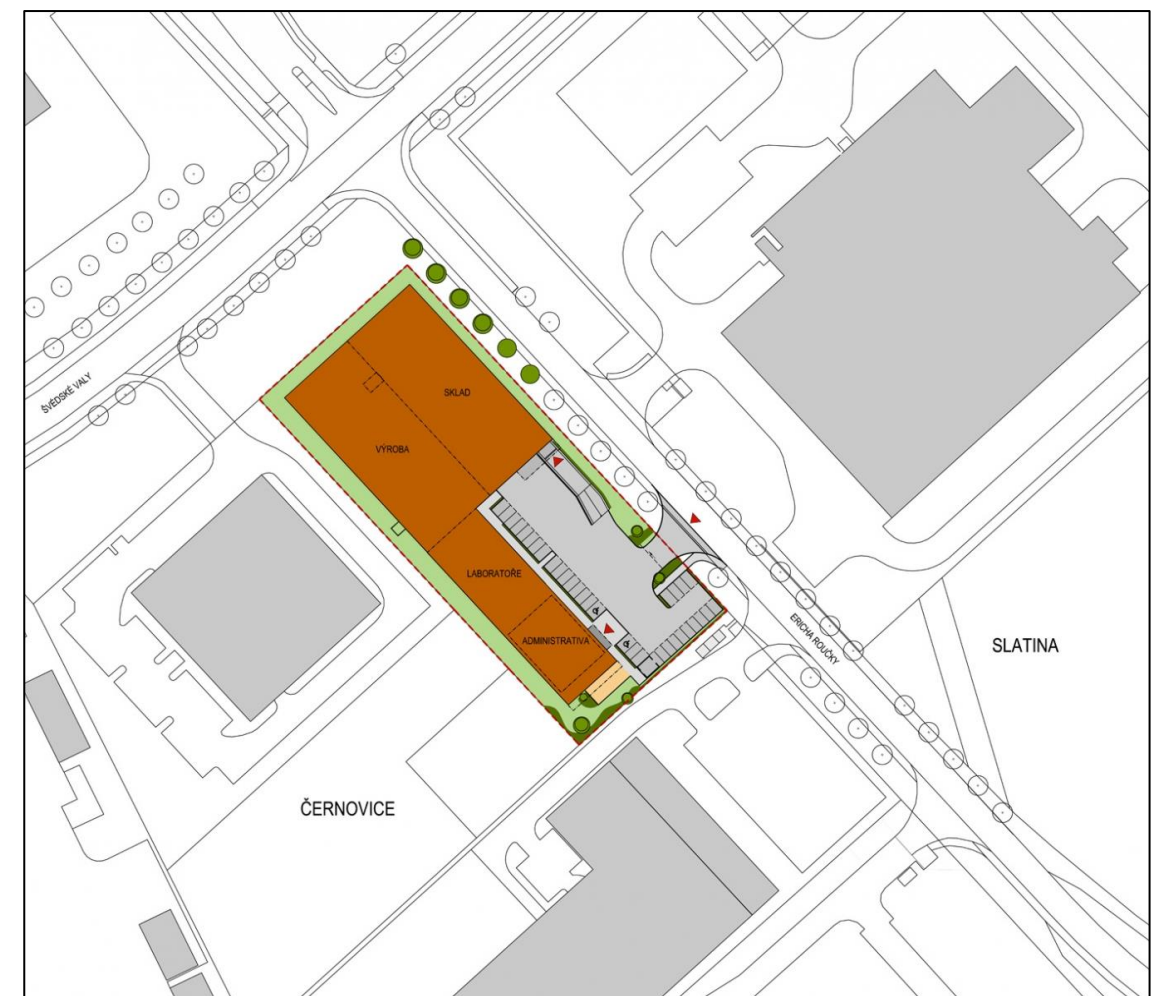 ŠVÉDSKÉ VALY
SKLAD
VÝROBA
LABORATOŘE
ADMINISTRATIVA
ERICHA ROUČKY
SLATINA
ČERNOVICE